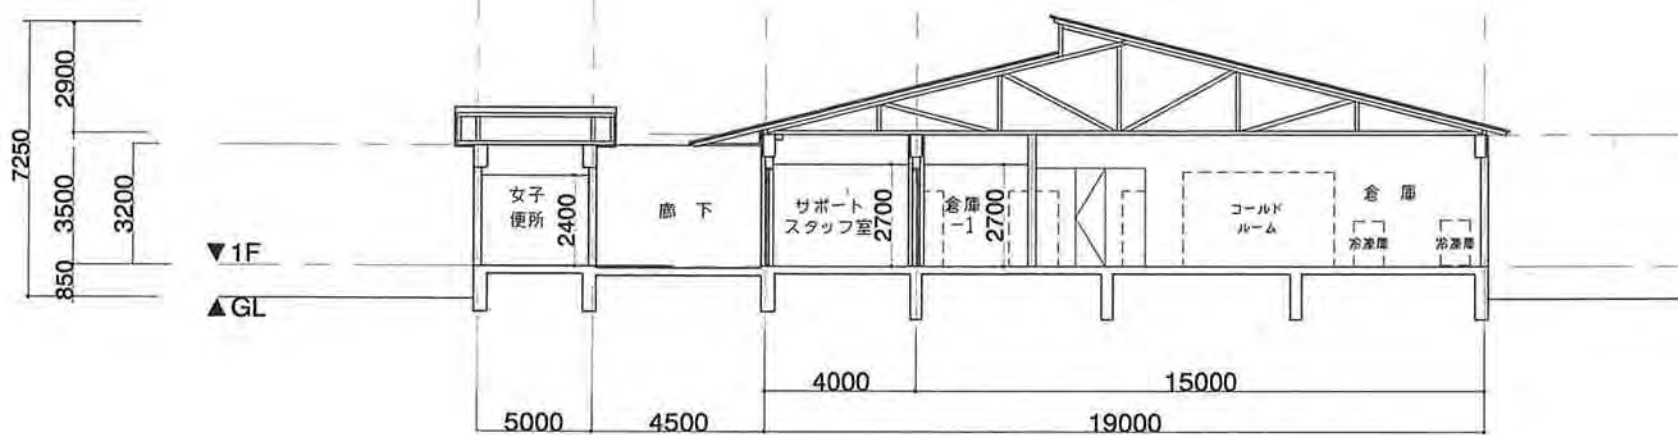 2900
7250
3500
3200
850
▼1F
▲GL
女子
便所
2400
廊下
サポート
スタッフ室
2700
倉庫
-1
2700
コールド
ルーム
倉庫
冷凍庫
冷凍庫
4000
15000
5000
4500
19000